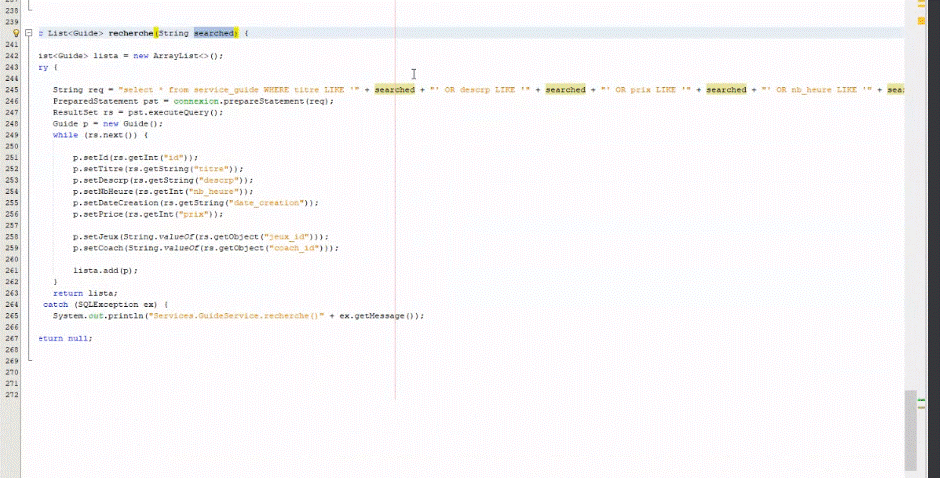 238
239
: List<Guide> recherche(String searched) {
241
242 ist<Guide> lista = new ArrayList<>();
243 ry {
244
245 String req = "select * from service_guide WHERE titre LIKE '" + searched + "' OR descrp LIKE '" + searched + "' OR prix LIKE '" + searched + "' OR nb_heure LIKE '" + sea
246 PreparedStatement pst = connexion.prepareStatement(req);
247 ResultSet rs = pst.executeQuery();
248 Guide p = new Guide();
249 while (rs.next()) {
250
251 p.setId(rs.getInt("id"));
252 p.setTitre(rs.getString("titre"));
253 p.setDescrp(rs.getString("descrp"));
254 p.setNbHeure(rs.getInt("nb_heure"));
255 p.setDateCreation(rs.getString("date_creation"));
256 p.setPrice(rs.getInt("prix"));
257
258 p.setJeux(String.valueOf(rs.getObject("jeux_id")));
259 p.setCoach(String.valueOf(rs.getObject("coach_id")));
260
261 lista.add(p);
262 }
263 return lista;
264 catch (SQLException ex) {
265 System.out.println("Services.GuideService.recherche()" + ex.getMessage());
266
267 eturn null;
268
269
270
271
272